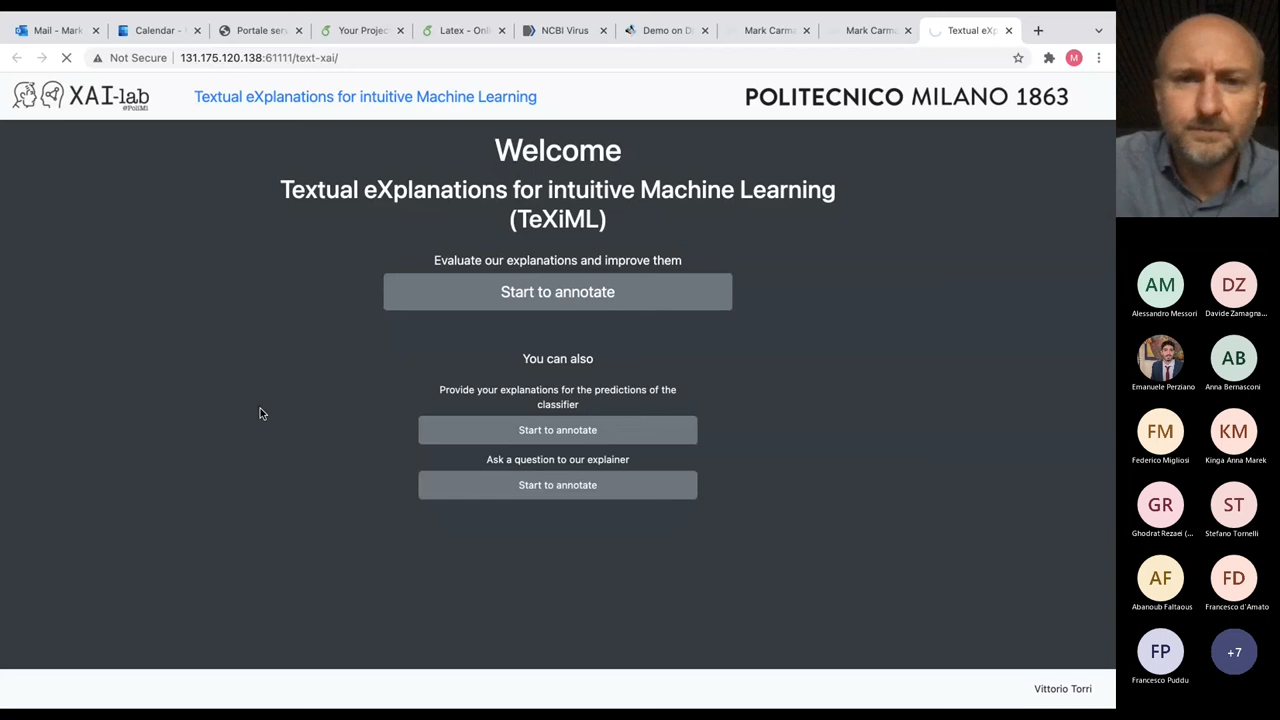 Mail - Mark
Calendar -
Portale serv
Your Projec
Latex - Onli
NCBI Virus
Demo on D
Mark Carma
Mark Carma
Textual eXp
Not Secure
131.175.120.138:61111/text-xai/
M
XAI-lab
@PoliMi
Textual eXplanations for intuitive Machine Learning
POLITECNICO MILANO 1863
Welcome
Textual eXplanations for intuitive Machine Learning
(TeXiML)
Evaluate our explanations and improve them
Start to annotate
You can also
Provide your explanations for the predictions of the
classifier
Start to annotate
Ask a question to our explainer
Start to annotate
Vittorio Torri
AM
DZ
Alessandro Messori
Davide Zamagna...
AB
Emanuele Perziano
Anna Bernasconi
FM
KM
Federico Migliosi
Kinga Anna Marek
GR
ST
Ghodrat Rezaei (...
Stefano Tornelli
AF
FD
Abanoub Faltaous
Francesco d'Amato
FP
+7
Francesco Puddu